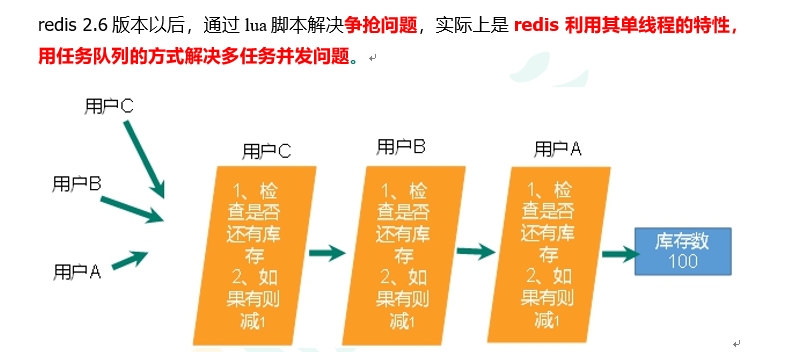 redis 2.6 版本以后，通过 lua 脚本解决争抢问题，实际上是 redis 利用其单线程的特性，
用任务队列的方式解决多任务并发问题。
用户C
用户B
用户A
用户C
1、检
查是否
还有库
存
2、如
果有则
减1
用户B
1、检
查是否
还有库
存
2、如
果有则
减1
用户A
1、检
查是否
还有库
存
2、如
果有则
减1
库存数
100